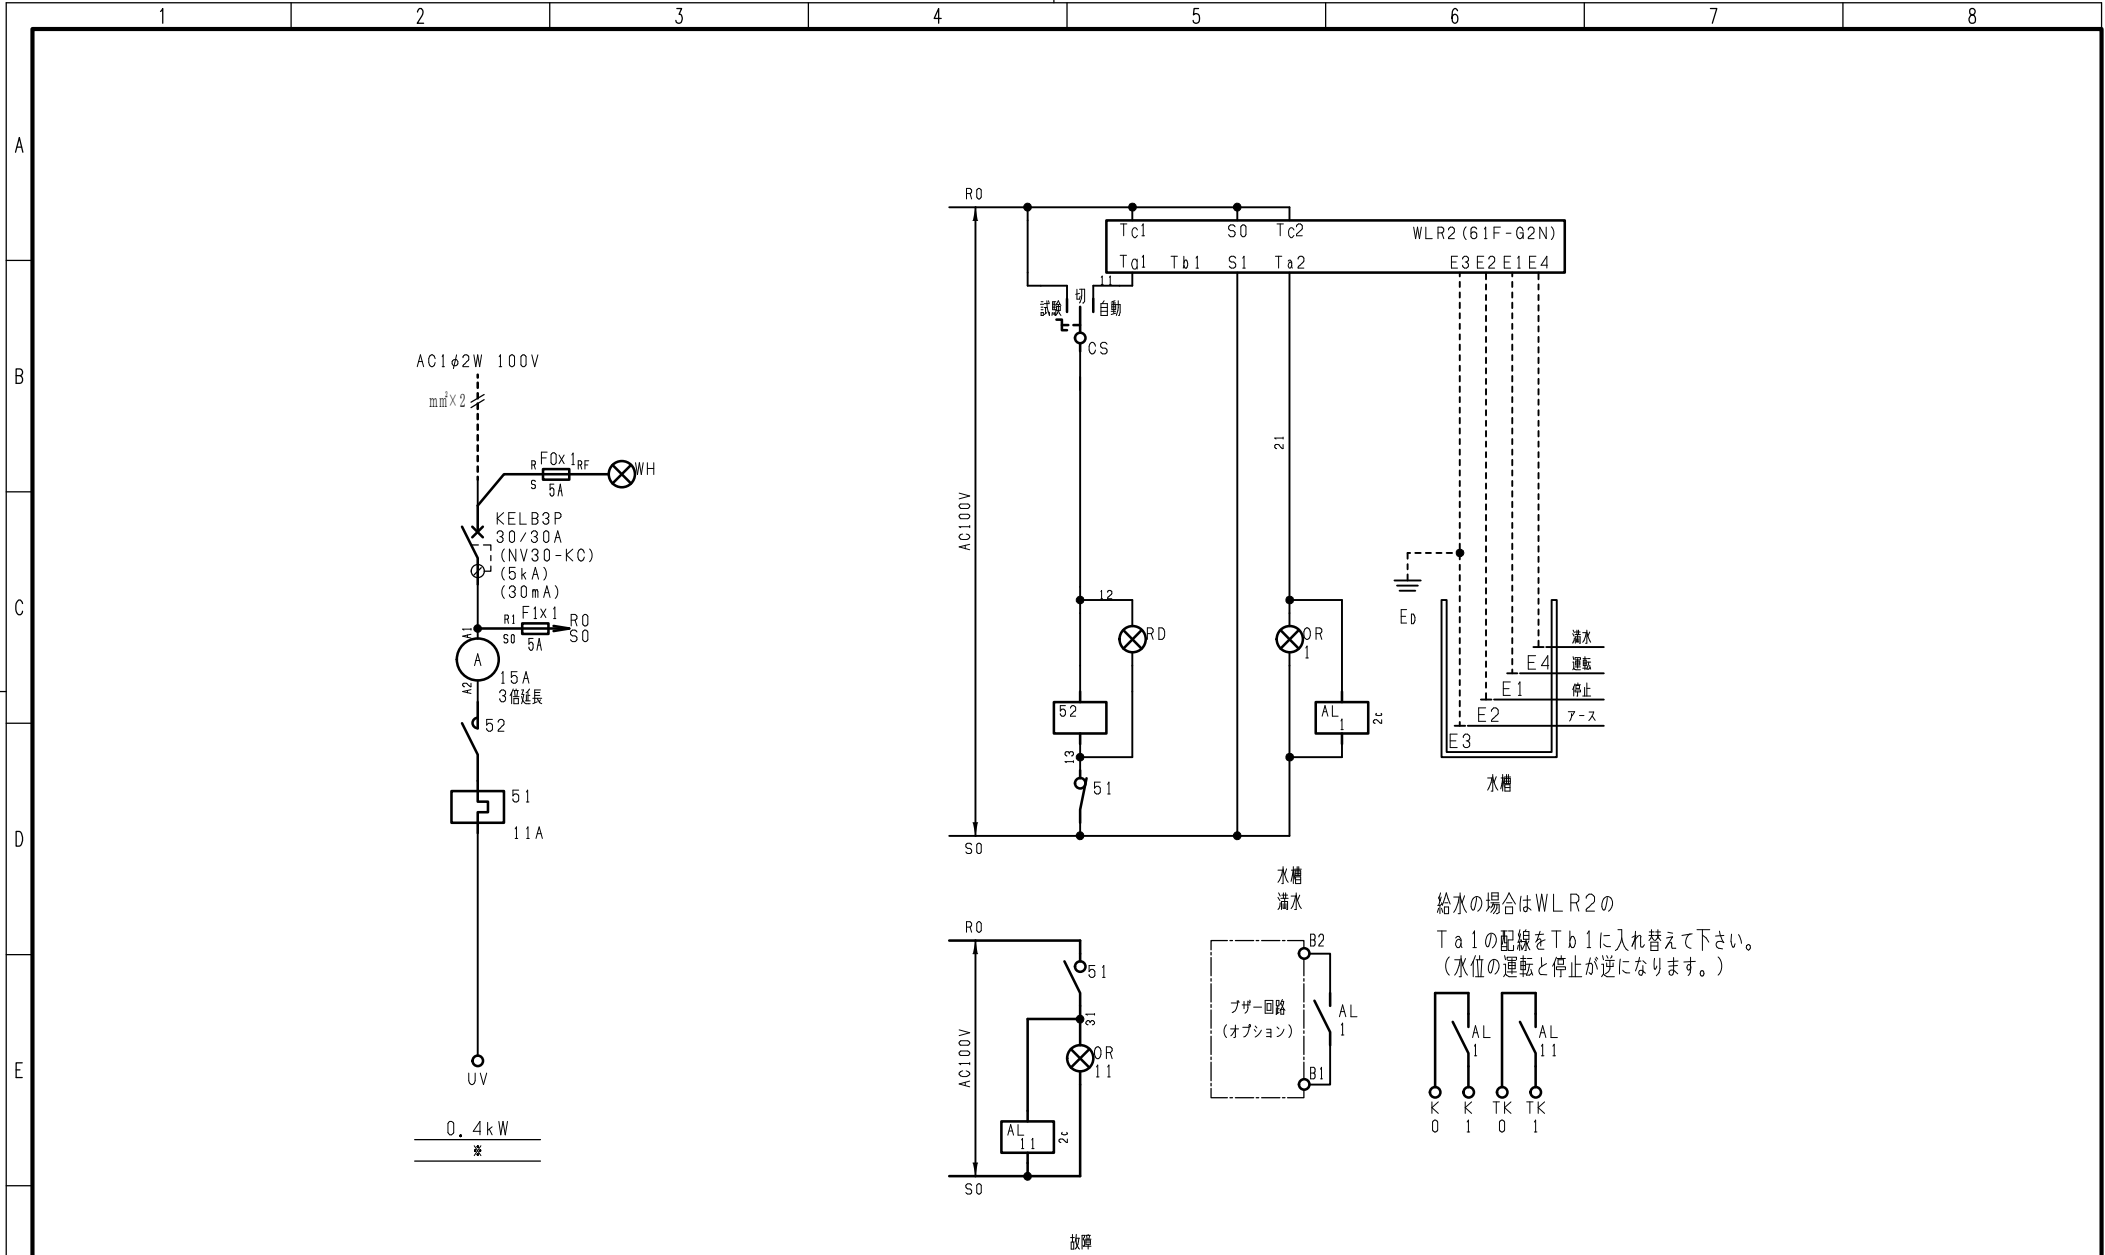 1 2 3 4 5 6 7 8
A
B
C
D
E
AC1φ2W 100V
mm²×2
R F0x1 RF
S 5A
WH
KELB3P
30/30A
(NV30-KC)
(5kA)
(30mA)
R1 F1x1 R0
S0 5A S0
A1
A
A2
15A
3倍延長
52
51
11A
UV
0.4kW
※
R0
Tc1 S0 Tc2 WLR2(61F-G2N)
Ta1 Tb1 S1 Ta2 E3 E2 E1 E4
11
試験 切 自動
CS
21
AC100V
12
RD
OR
1
52
AL
1
2c
13
51
S0
ED
満水
E4 運転
E1 停止
E2 アース
E3
水槽
水槽
満水
給水の場合はWLR2の
Ta1の配線をTb1に入れ替えて下さい。
(水位の運転と停止が逆になります。)
R0
51
31
AC100V
OR
11
AL
11
2c
S0
故障
B2
ブザー回路
(オプション)
AL
1
B1
AL
1
AL
11
K K TK TK
0 1 0 1